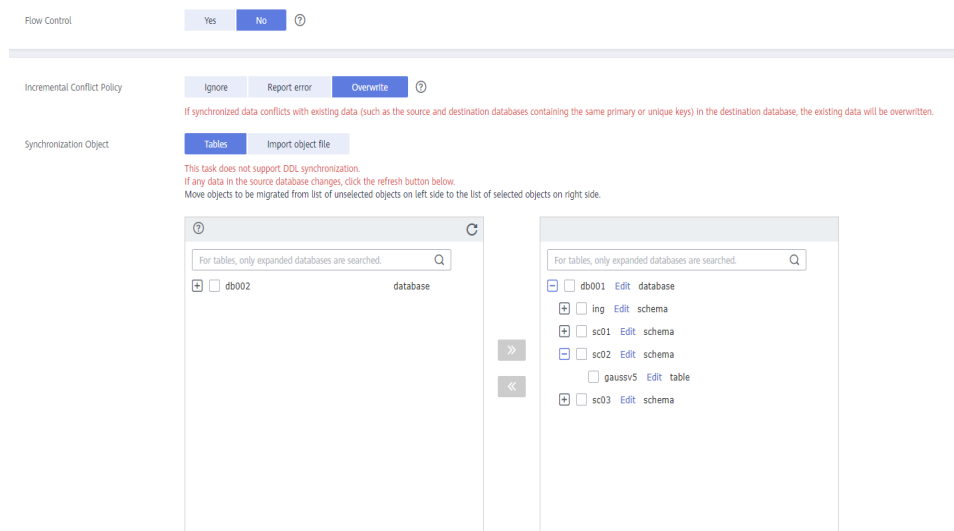 Flow Control Yes No
Incremental Conflict Policy Ignore Report error Overwrite
If synchronized data conflicts with existing data (such as the source and destination databases containing the same primary or unique keys) in the destination database, the existing data will be overwritten.
Synchronization Object Tables Import object file
This task does not support DDL synchronization.
If any data in the source database changes, click the refresh button below.
Move objects to be migrated from list of unselected objects on left side to the list of selected objects on right side.
For tables, only expanded databases are searched.
db002 database
For tables, only expanded databases are searched.
db001 Edit database
ing Edit schema
sc01 Edit schema
sc02 Edit schema
gaussv5 Edit table
sc03 Edit schema